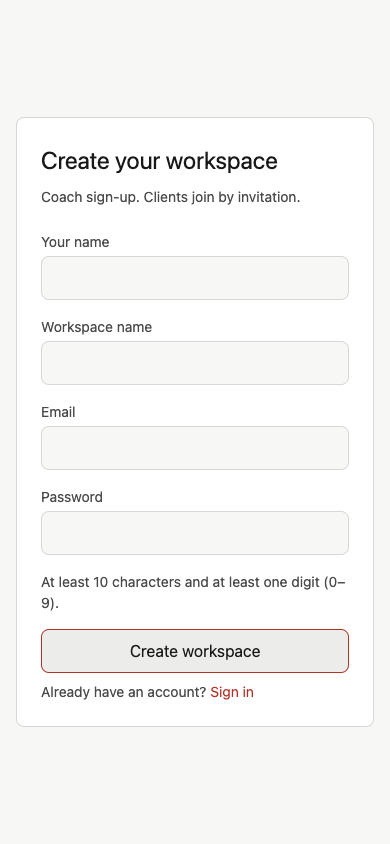 Create your workspace
Coach sign-up. Clients join by invitation.
Your name
Workspace name
Email
Password
At least 10 characters and at least one digit (0–
9).
Create workspace
Already have an account? Sign in